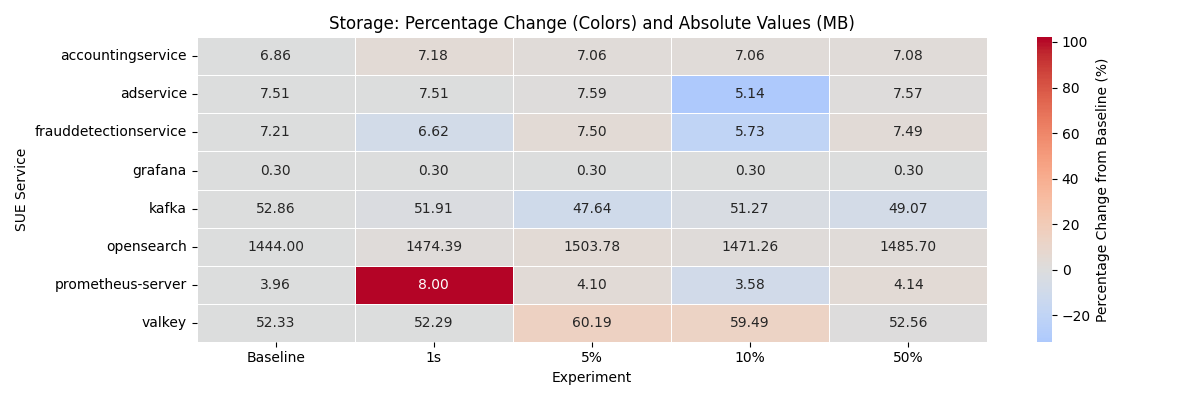 Storage: Percentage Change (Colors) and Absolute Values (MB)
SUE Service
accountingservice 6.86 7.18 7.06 7.06 7.08
adservice 7.51 7.51 7.59 5.14 7.57
frauddetectionservice 7.21 6.62 7.50 5.73 7.49
grafana 0.30 0.30 0.30 0.30 0.30
kafka 52.86 51.91 47.64 51.27 49.07
opensearch 1444.00 1474.39 1503.78 1471.26 1485.70
prometheus-server 3.96 8.00 4.10 3.58 4.14
valkey 52.33 52.29 60.19 59.49 52.56
Baseline 1s 5% 10% 50%
Experiment
100
80
60
40
20
0
−20
Percentage Change from Baseline (%)